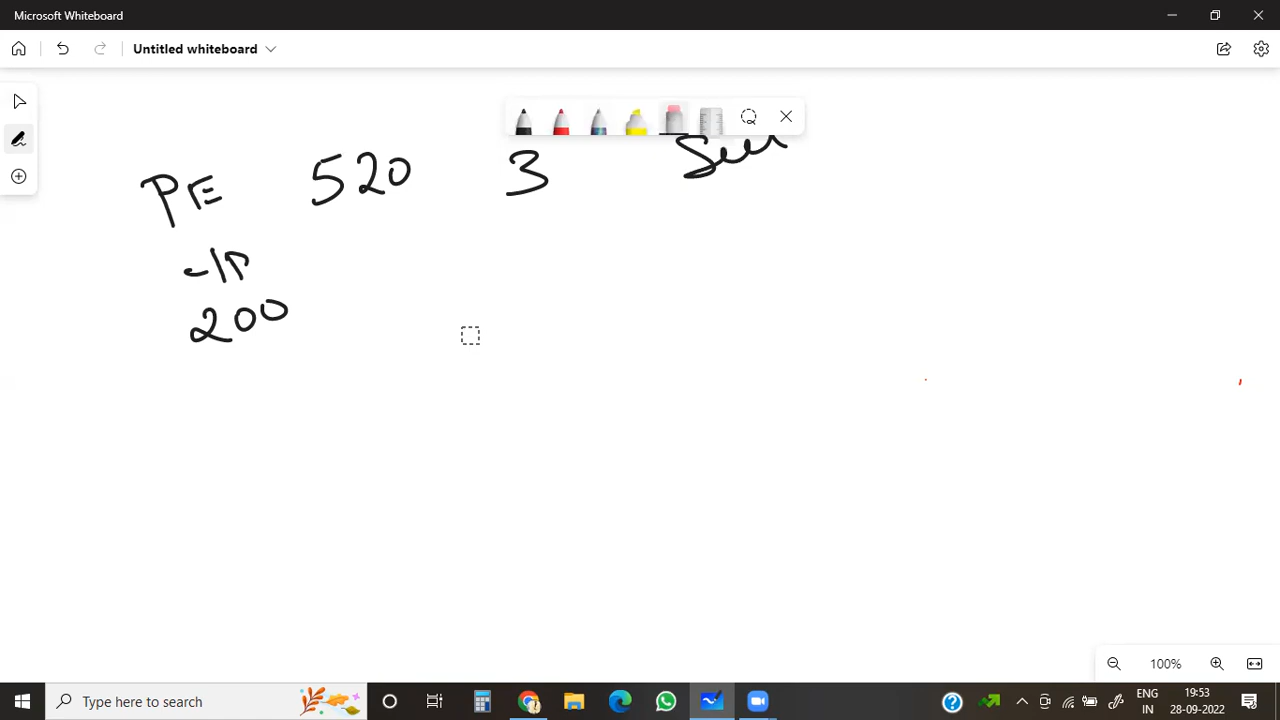 Microsoft Whiteboard
Untitled whiteboard
PE 520 3 Sell
200
100%
Type here to search
ENG
IN
19:53
28-09-2022